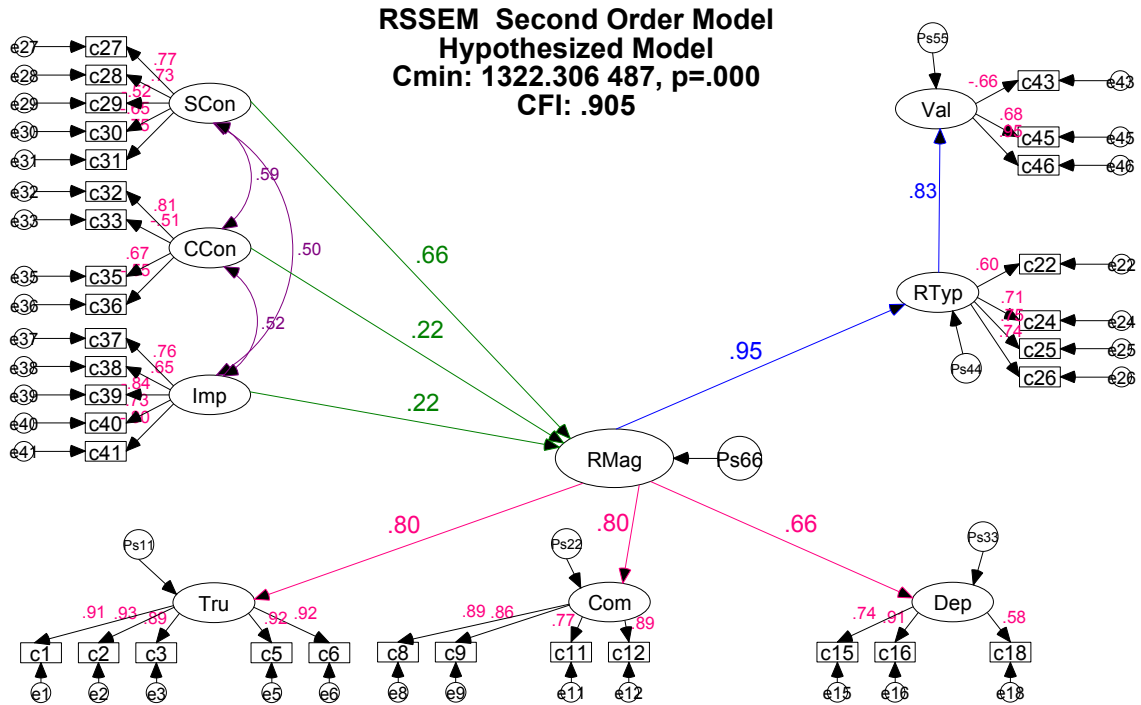 RSSEM Second Order Model
Hypothesized Model
Cmin: 1322.306 487, p=.000
CFI: .905
e27 c27 .77
e28 c28 .73
e29 c29 -.52
e30 c30
e31 c31
SCon
e32 c32 .81
e33 c33 -.51
CCon
e35 c35 .67
e36 c36
e37 c37 .76
e38 c38 .65
e39 c39 -.84
e40 c40 .73
e41 c41
Imp
.59
.50
.52
.66
.22
.22
Ps55
Val
-.66 c43 e43
.68 c45 e45
.95 c46 e46
.83
RTyp
Ps44
.60 c22 e22
.71 c24 e24
c25 e25
.74 c26 e26
.95
RMag
Ps66
.80
.80
.66
Ps11
Tru
.91 .93 .89 .92 .92
c1 c2 c3 c5 c6
e1 e2 e3 e5 e6
Ps22
Com
.89 .86 .77 .89
c8 c9 c11 c12
e8 e9 e11 e12
Ps33
Dep
.74 .91 .58
c15 c16 c18
e15 e16 e18